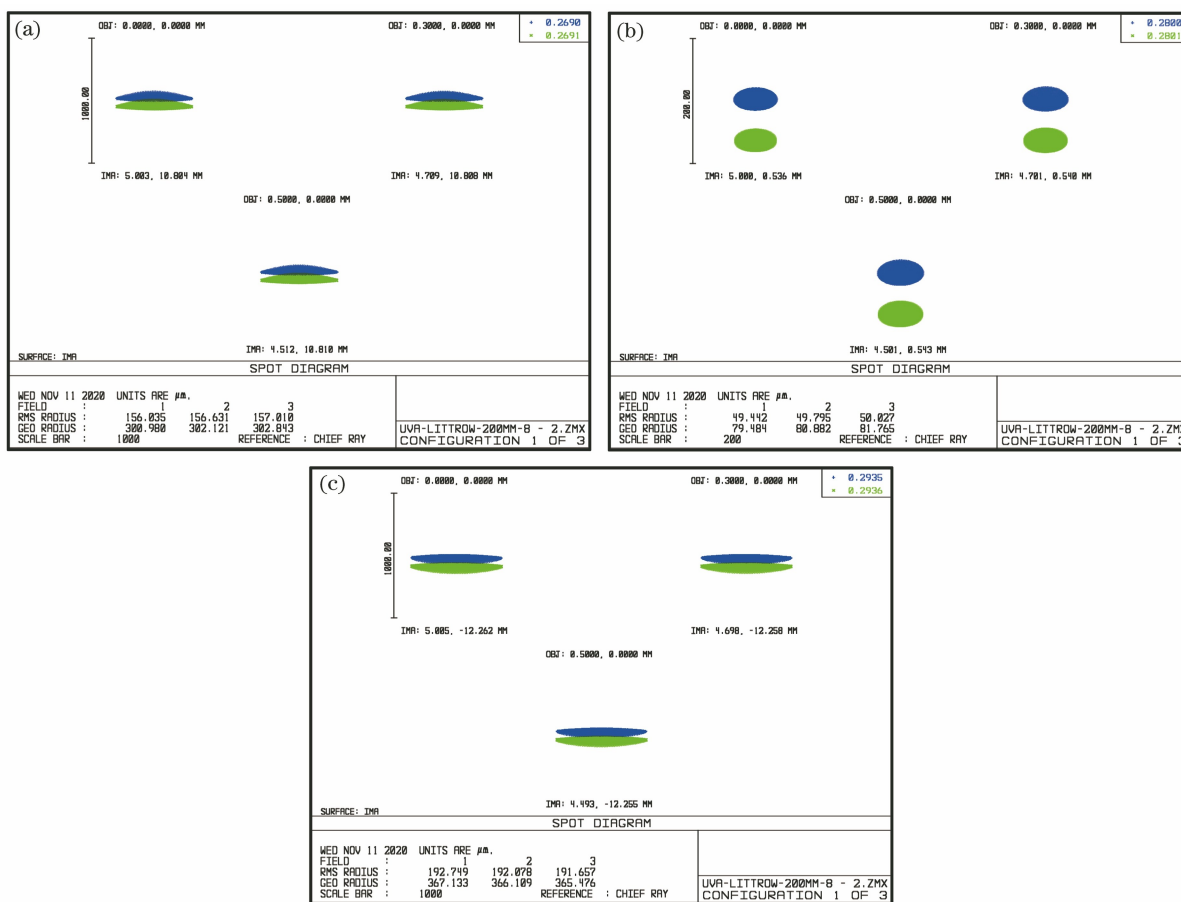 (a)
OBJ: 0.0000, 0.0000 MM
OBJ: 0.3000, 0.0000 MM
+ 0.2690
× 0.2691
1000.00
IMA: 5.003, 10.804 MM
IMA: 4.709, 10.808 MM
OBJ: 0.5000, 0.0000 MM
IMA: 4.512, 10.810 MM
SURFACE: IMA
SPOT DIAGRAM
WED NOV 11 2020 UNITS ARE µm.
FIELD : 1 2 3
RMS RADIUS : 156.035 156.631 157.010
GEO RADIUS : 300.980 302.121 302.843
SCALE BAR : 1000 REFERENCE : CHIEF RAY
UVA-LITTROW-200MM-8 - 2.ZMX
CONFIGURATION 1 OF 3
(b)
OBJ: 0.0000, 0.0000 MM
OBJ: 0.3000, 0.0000 MM
+ 0.2800
× 0.2801
200.00
IMA: 5.000, 0.536 MM
IMA: 4.701, 0.540 MM
OBJ: 0.5000, 0.0000 MM
IMA: 4.501, 0.543 MM
SURFACE: IMA
SPOT DIAGRAM
WED NOV 11 2020 UNITS ARE µm.
FIELD : 1 2 3
RMS RADIUS : 49.442 49.795 50.027
GEO RADIUS : 79.484 80.882 81.765
SCALE BAR : 200 REFERENCE : CHIEF RAY
UVA-LITTROW-200MM-8 - 2.ZMX
CONFIGURATION 1 OF 3
(c)
OBJ: 0.0000, 0.0000 MM
OBJ: 0.3000, 0.0000 MM
+ 0.2935
× 0.2936
1000.00
IMA: 5.005, -12.262 MM
IMA: 4.698, -12.258 MM
OBJ: 0.5000, 0.0000 MM
IMA: 4.493, -12.255 MM
SURFACE: IMA
SPOT DIAGRAM
WED NOV 11 2020 UNITS ARE µm.
FIELD : 1 2 3
RMS RADIUS : 192.749 192.078 191.657
GEO RADIUS : 367.133 366.109 365.476
SCALE BAR : 1000 REFERENCE : CHIEF RAY
UVA-LITTROW-200MM-8 - 2.ZMX
CONFIGURATION 1 OF 3